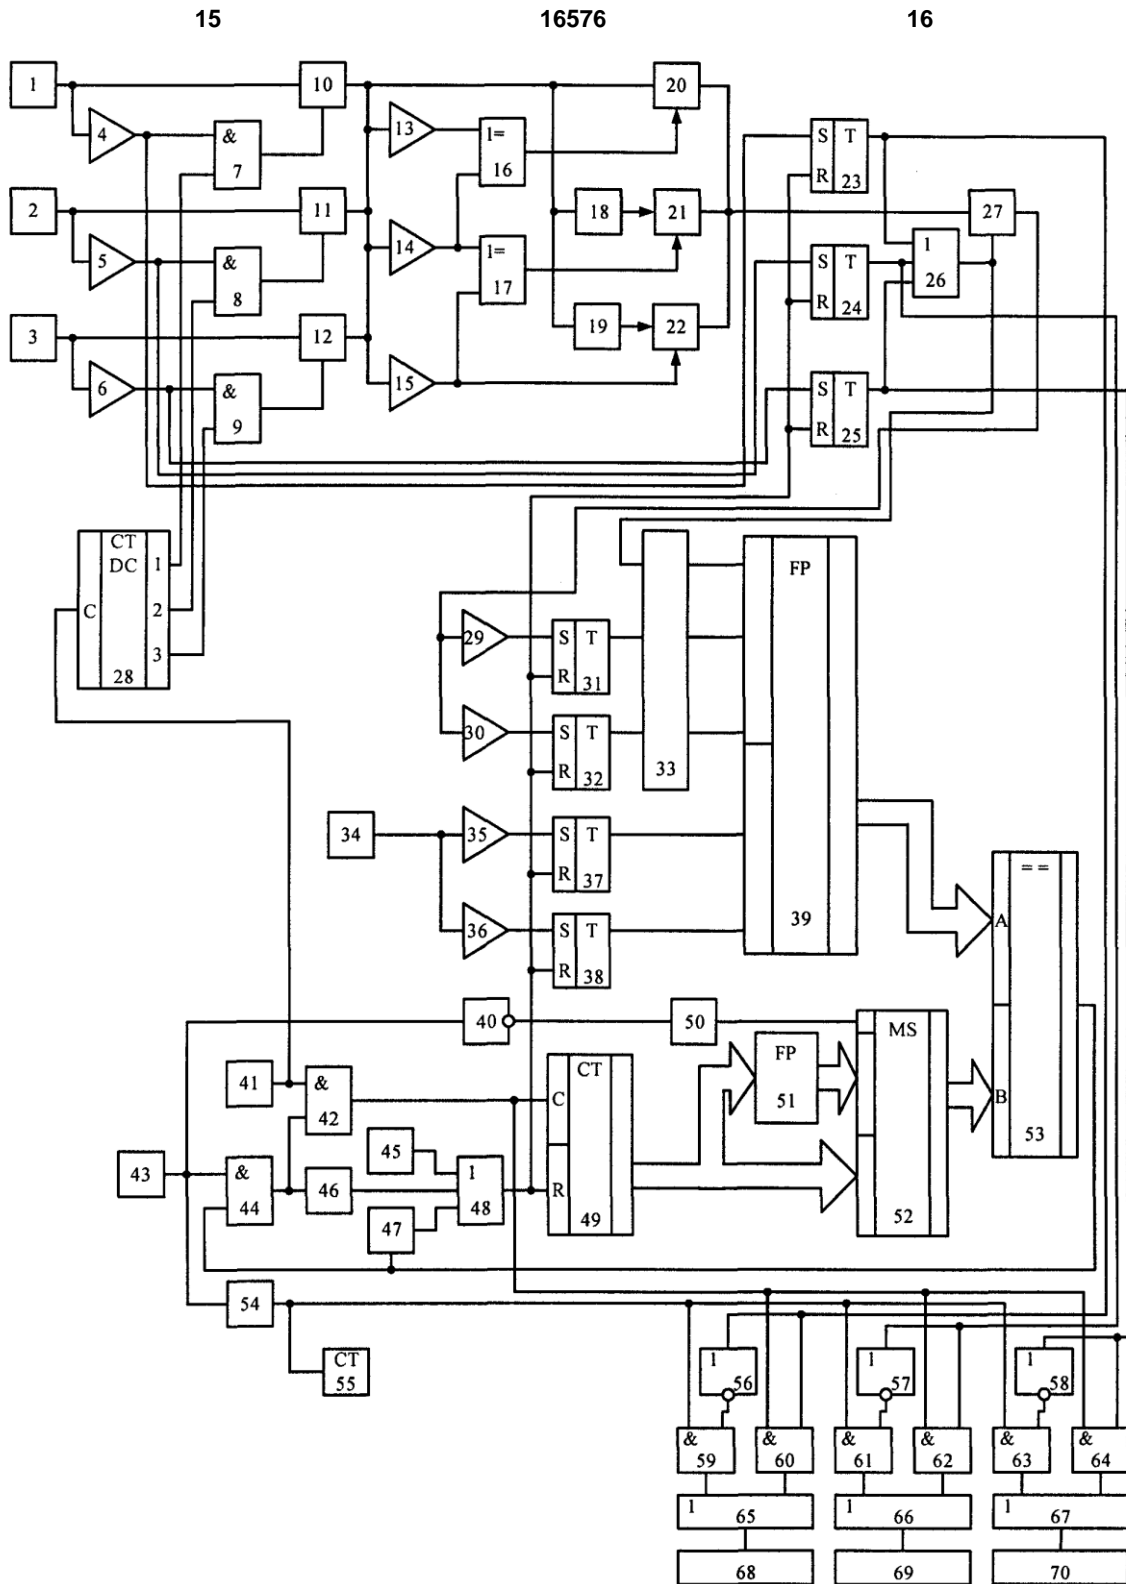 15 16576 16
1 10 20
4 & 7 13 1= 16 S T R 23
2 11 18 21 27
5 & 8 14 1= 17 S T R 24 1 26
3 12 19 22
6 & 9 15 S T R 25
CT DC 1 2 3 C 28
29 S T R 31 33 FP 39
30 S T R 32
34 35 S T R 37
36 S T R 38
== A B 53
40 50 MS 52
41 & 42 C CT R 49 FP 51
43 & 44 45 46 47 1 48
54 CT 55
1 56 1 57 1 58
& 59 & 60 & 61 & 62 & 63 & 64
1 65 1 66 1 67
68 69 70